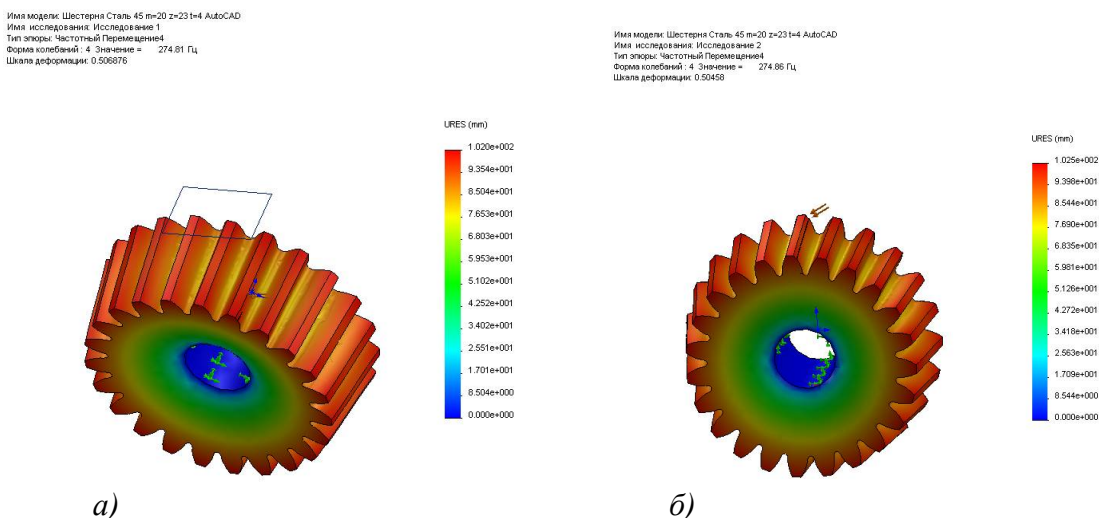 Имя модели: Шестерня Сталь 45 m=20 z=23 t=4 AutoCAD
Имя исследования: Исследование 1
Тип эпюры: Частотный Перемещение4
Форма колебаний : 4 Значение = 274.81 Гц
Шкала деформации: 0.506876
URES (mm)
1.020e+002
9.354e+001
8.504e+001
7.653e+001
6.803e+001
5.953e+001
5.102e+001
4.252e+001
3.402e+001
2.551e+001
1.701e+001
8.504e+000
0.000e+000
а)
Имя модели: Шестерня Сталь 45 m=20 z=23 t=4 AutoCAD
Имя исследования: Исследование 2
Тип эпюры: Частотный Перемещение4
Форма колебаний : 4 Значение = 274.86 Гц
Шкала деформации: 0.50458
URES (mm)
1.025e+002
9.398e+001
8.544e+001
7.690e+001
6.835e+001
5.981e+001
5.126e+001
4.272e+001
3.418e+001
2.563e+001
1.709e+001
8.544e+000
0.000e+000
б)